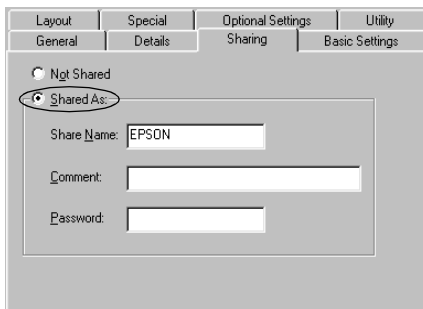 Layout Special Optional Settings Utility
General Details Sharing Basic Settings
Not Shared
Shared As:
Share Name: EPSON
Comment:
Password: